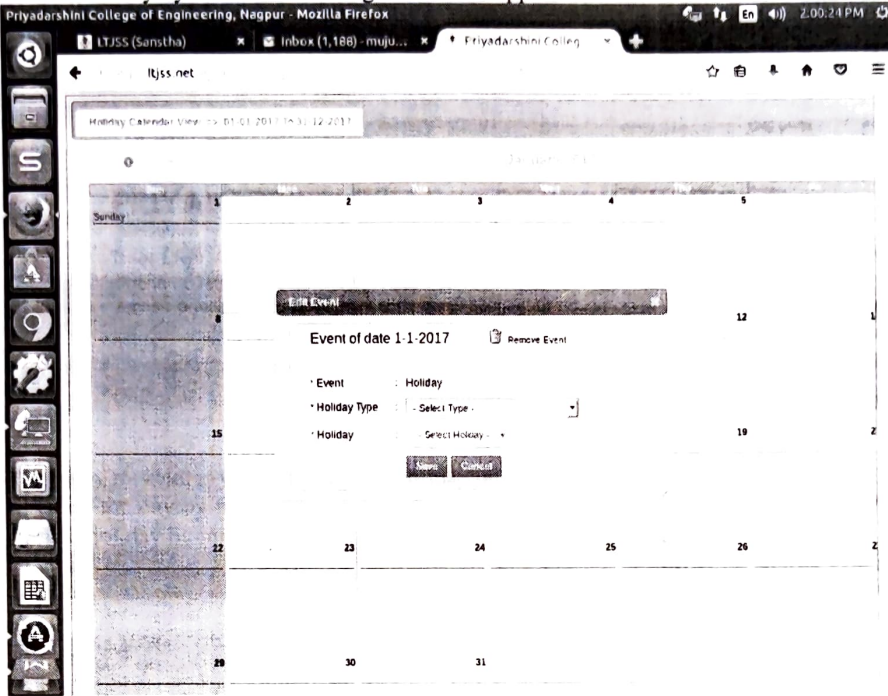 Priyadarshini College of Engineering, Nagpur - Mozilla Firefox En 2:00:24 PM
LTJSS (Sanstha) × Inbox (1,188) - muju... × Priyadarshini Colleg ×
ltjss.net
Holiday Calendar View >> 01-01-2017 To 31-12-2017
1 2 3 4 5
Sunday
Edit Event
8 12
Event of date 1-1-2017 Remove Event
* Event : Holiday
* Holiday Type : - Select Type -
15 * Holiday : - Select Holiday - 19
Save Cancel
22 23 24 25 26
29 30 31